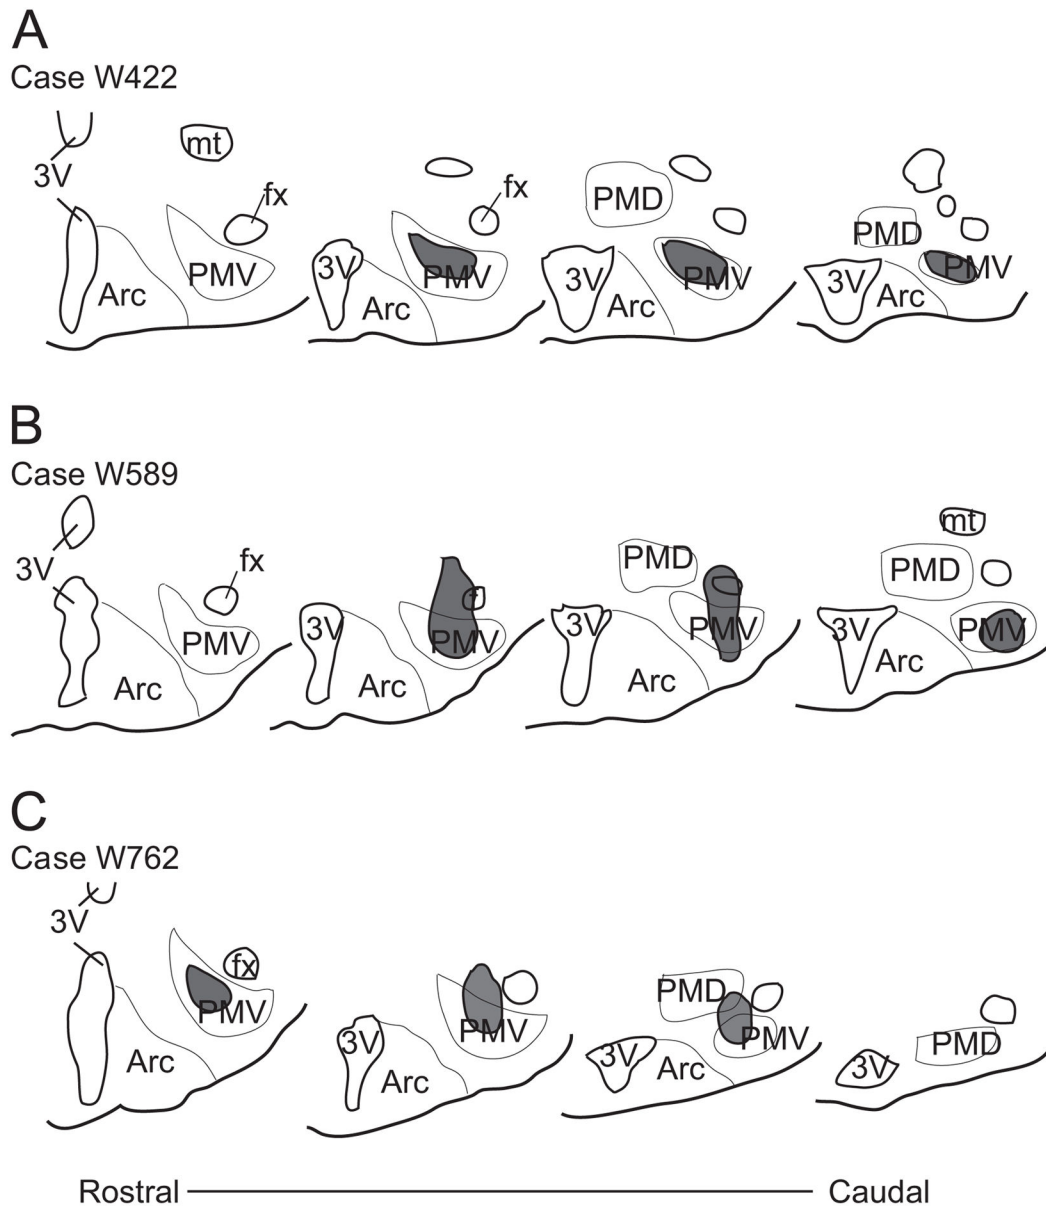 A
Case W422
3V
mt
fx
Arc
PMV
3V
Arc
fx
PMV
PMD
3V
Arc
PMV
PMD
3V
Arc
PMV
B
Case W589
3V
fx
PMV
Arc
3V
Arc
f
PMV
PMD
3V
Arc
PMV
mt
PMD
3V
Arc
PMV
C
Case W762
3V
fx
PMV
Arc
3V
Arc
PMV
PMD
3V
Arc
PMV
3V
PMD
Rostral
Caudal